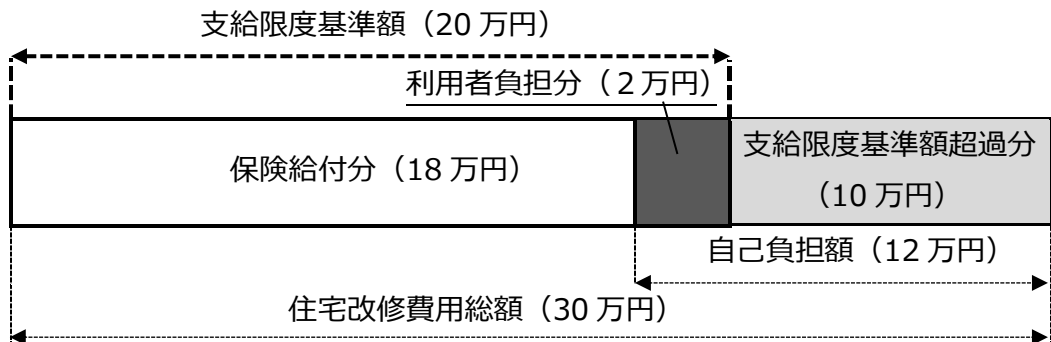 支給限度基準額（20 万円）
利用者負担分（２万円）
保険給付分（18 万円）
支給限度基準額超過分
（10 万円）
自己負担額（12 万円）
住宅改修費用総額（30 万円）